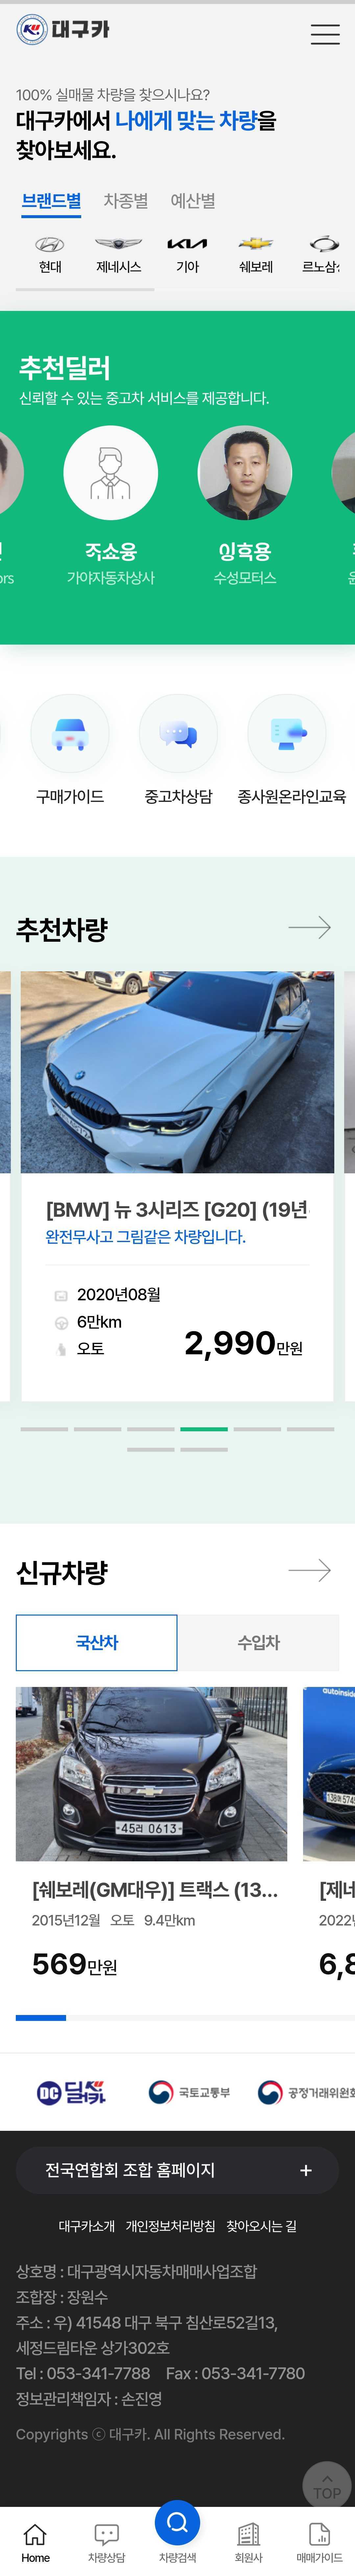 대구카
100% 실매물 차량을 찾으시나요?
대구카에서 나에게 맞는 차량을
찾아보세요.
브랜드별 차종별 예산별
현대 제네시스 기아 쉐보레 르노삼성
추천딜러
신뢰할 수 있는 중고차 서비스를 제공합니다.
ors 가야자동차상사 수성모터스
구매가이드 중고차상담 종사원온라인교육
추천차량
[BMW] 뉴 3시리즈 [G20] (19년
완전무사고 그림같은 차량입니다.
2020년08월
6만km
오토 2,990만원
신규차량
국산차 수입차
45러 0613
autoinside
[쉐보레(GM대우)] 트랙스 (13... [제네
2015년12월 오토 9.4만km 2022년
569만원 6,8
DC 딜카 국토교통부 공정거래위원회
전국연합회 조합 홈페이지 +
대구카소개 개인정보처리방침 찾아오시는 길
상호명 : 대구광역시자동차매매사업조합
조합장 : 장원수
주소 : 우) 41548 대구 북구 침산로52길13,
세정드림타운 상가302호
Tel : 053-341-7788 Fax : 053-341-7780
정보관리책임자 : 손진영
Copyrights ⓒ 대구카. All Rights Reserved.
TOP
Home 차량상담 차량검색 회원사 매매가이드